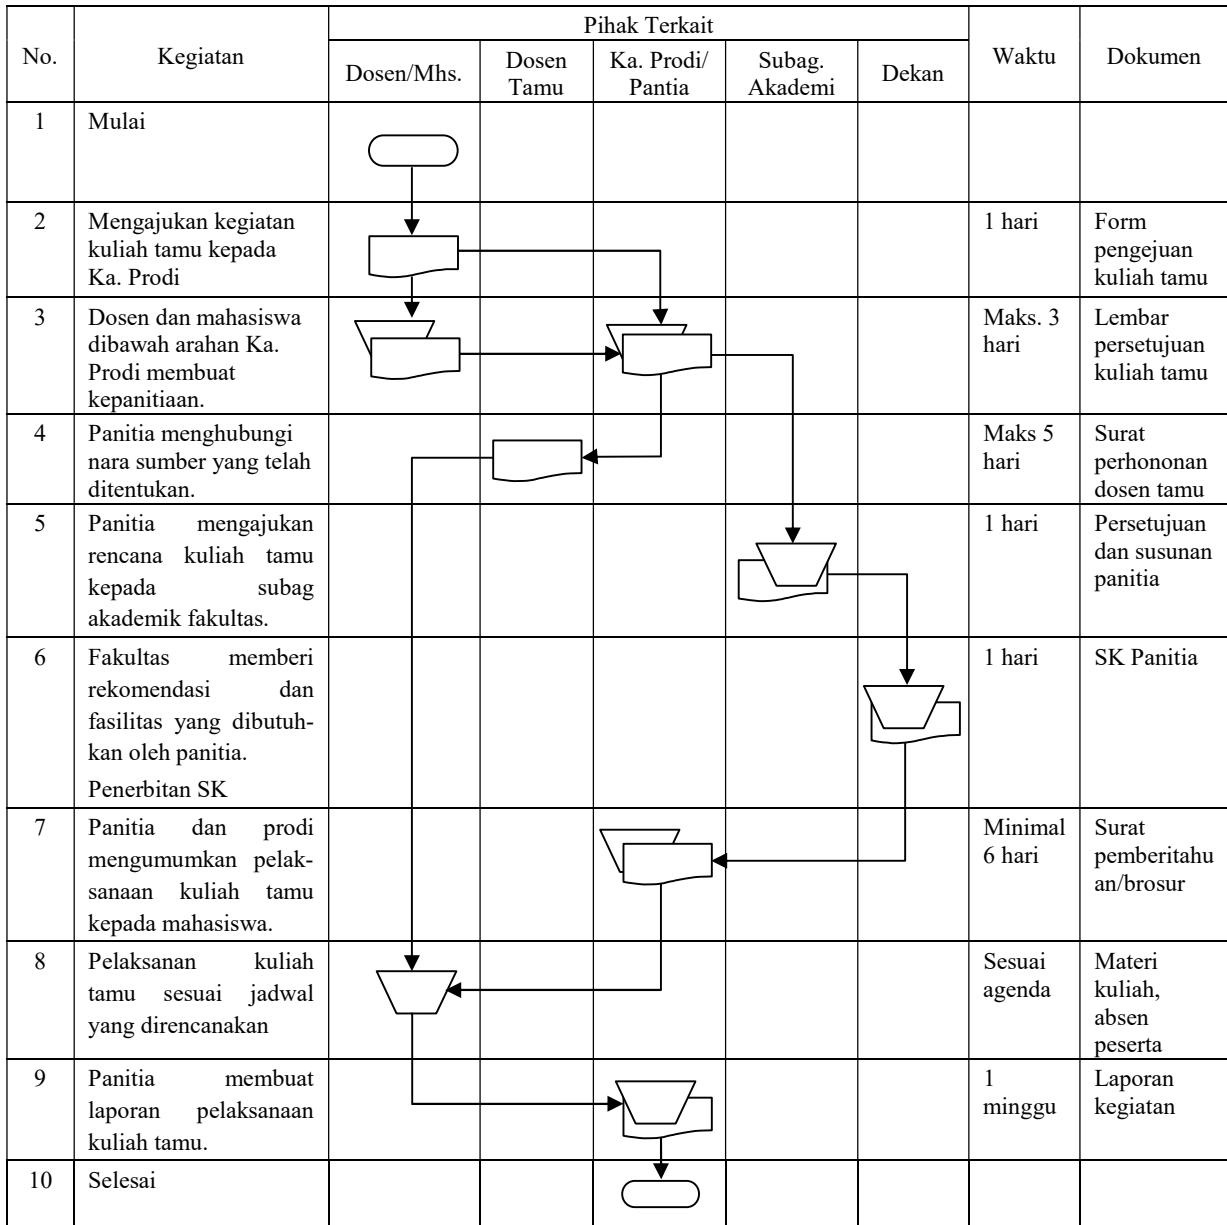 Pihak Terkait
No.
Kegiatan
Dosen/Mhs.
Dosen
Tamu
Ka. Prodi/
Pantia
Subag.
Akademi
Dekan
Waktu
Dokumen
1
Mulai
2
Mengajukan kegiatan
kuliah tamu kepada
Ka. Prodi
1 hari
Form
pengejuan
kuliah tamu
3
Dosen dan mahasiswa
dibawah arahan Ka.
Prodi membuat
kepanitiaan.
Maks. 3
hari
Lembar
persetujuan
kuliah tamu
4
Panitia menghubungi
nara sumber yang telah
ditentukan.
Maks 5
hari
Surat
perhononan
dosen tamu
5
Panitia mengajukan
rencana kuliah tamu
kepada subag
akademik fakultas.
1 hari
Persetujuan
dan susunan
panitia
6
Fakultas memberi
rekomendasi dan
fasilitas yang dibutuh-
kan oleh panitia.
Penerbitan SK
1 hari
SK Panitia
7
Panitia dan prodi
mengumumkan pelak-
sanaan kuliah tamu
kepada mahasiswa.
Minimal
6 hari
Surat
pemberitahu
an/brosur
8
Pelaksanan kuliah
tamu sesuai jadwal
yang direncanakan
Sesuai
agenda
Materi
kuliah,
absen
peserta
9
Panitia membuat
laporan pelaksanaan
kuliah tamu.
1
minggu
Laporan
kegiatan
10
Selesai